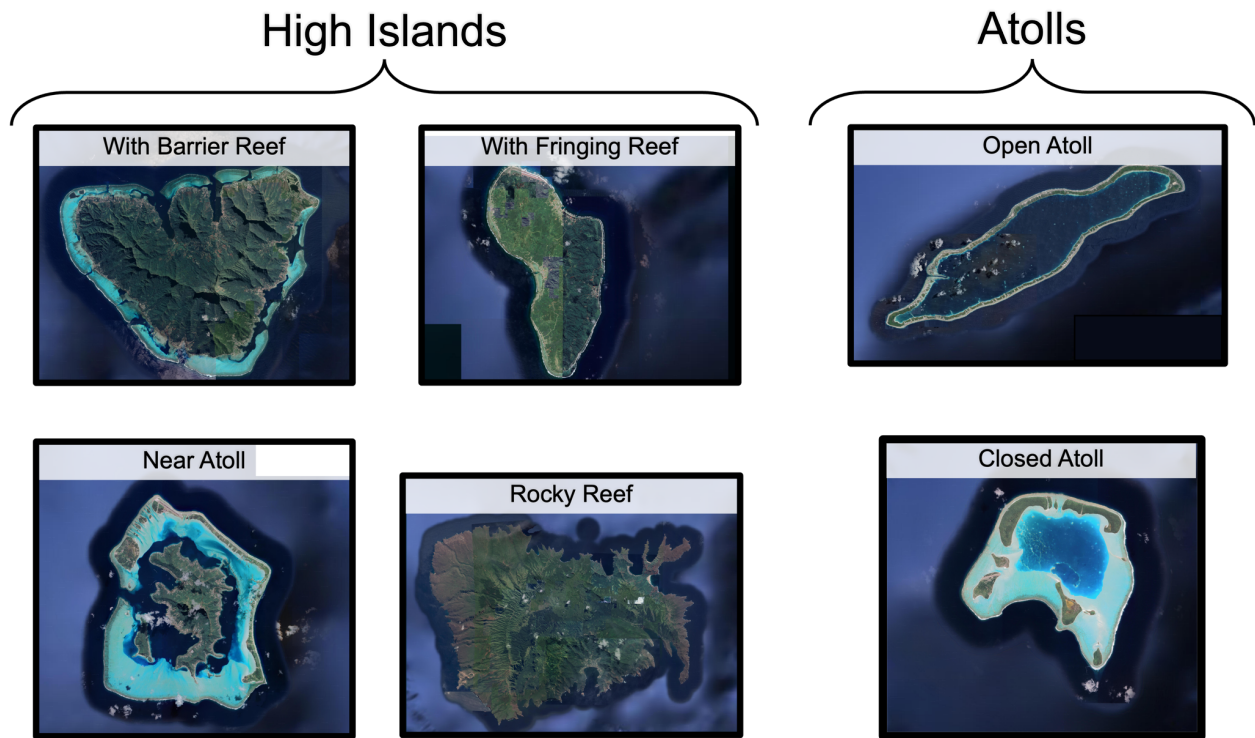 High Islands
Atolls
With Barrier Reef
With Fringing Reef
Open Atoll
Near Atoll
Rocky Reef
Closed Atoll